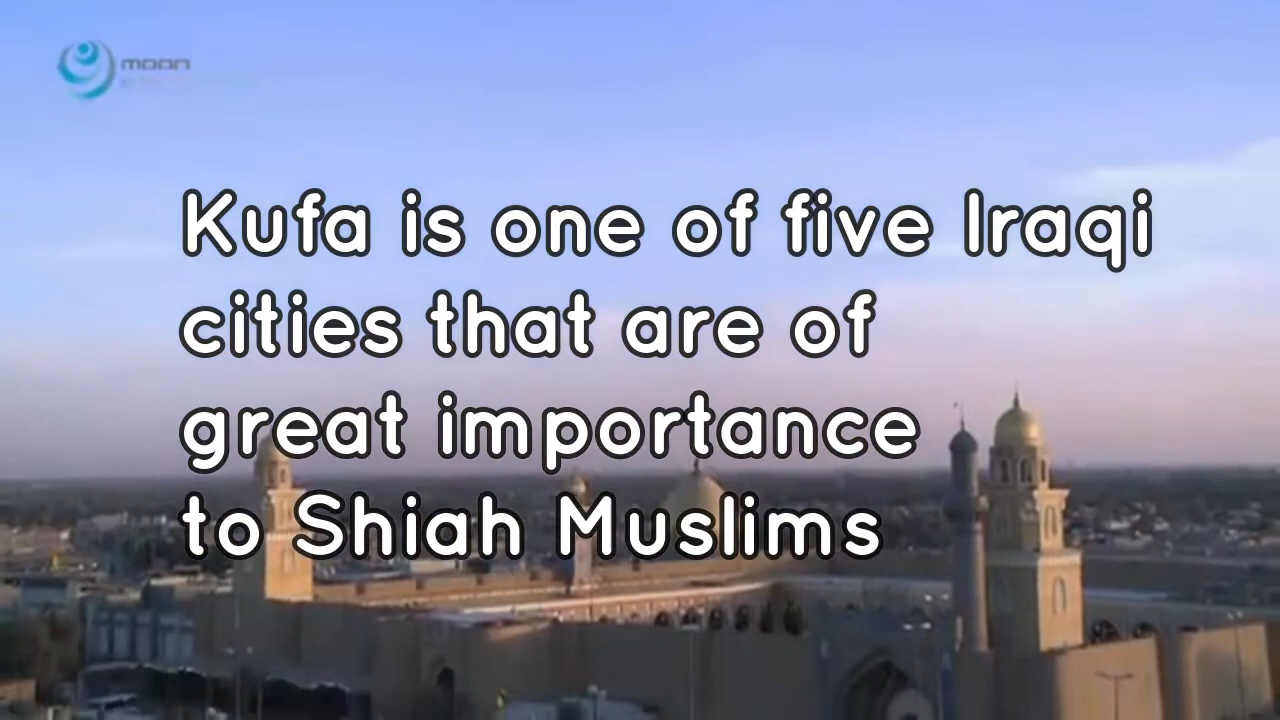 moon
Kufa is one of five Iraqi
cities that are of
great importance
to Shiah Muslims